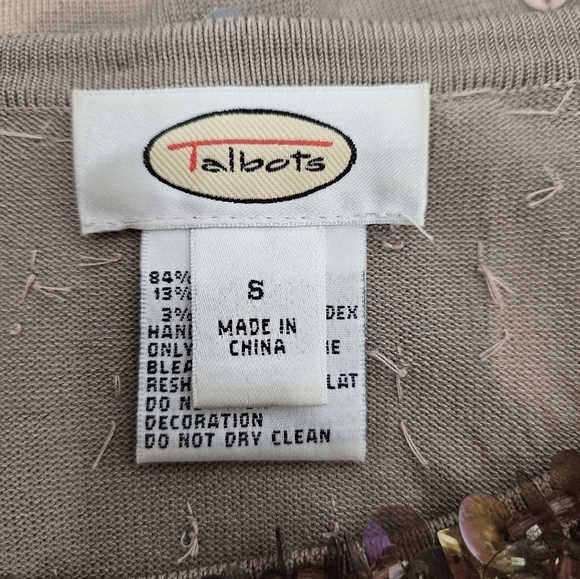 Talbots
S
MADE IN
CHINA
84%
13%
3% DEX
HAN
ONLY NE
BLEA
RESH LAT
DO N
DECORATION
DO NOT DRY CLEAN